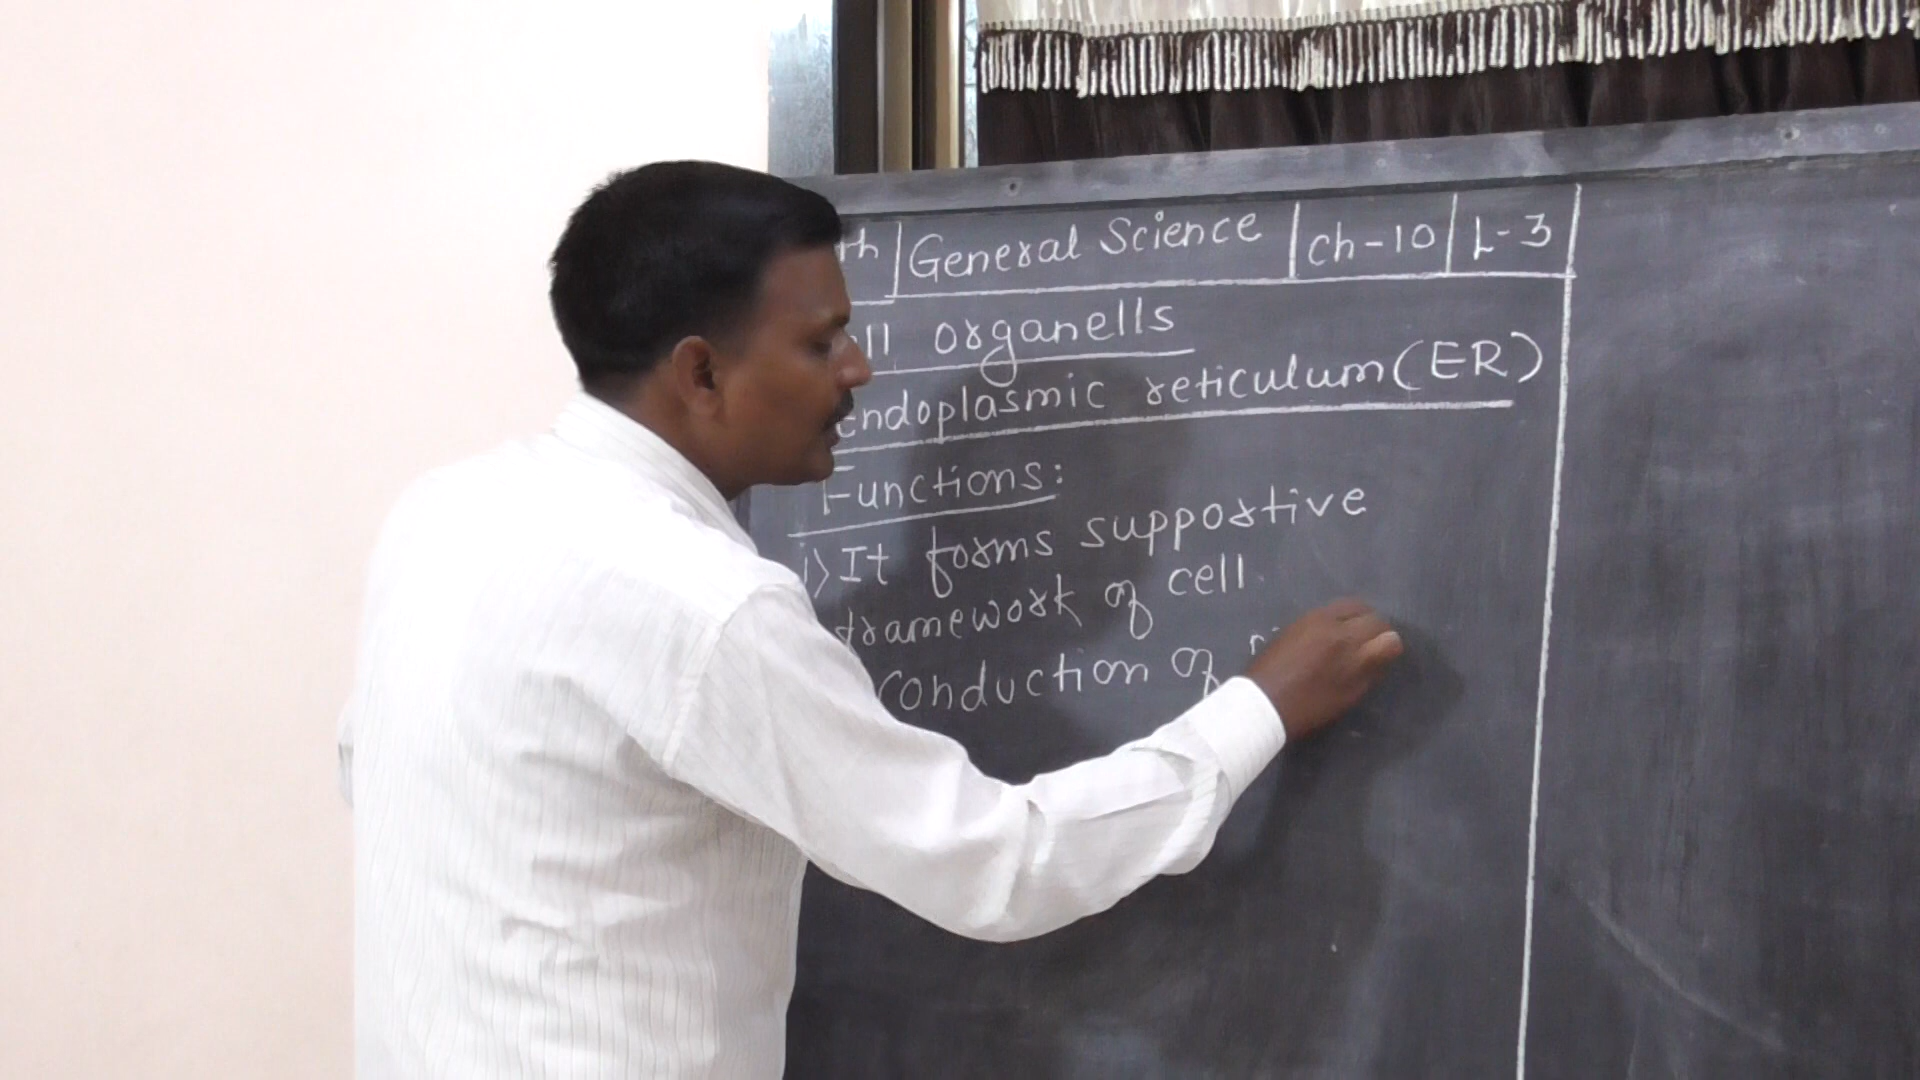 th | General Science | Ch-10 | L-3
ll organells
Endoplasmic reticulum (ER)
Functions:
i) It forms supportive
framework of cell
Conduction of